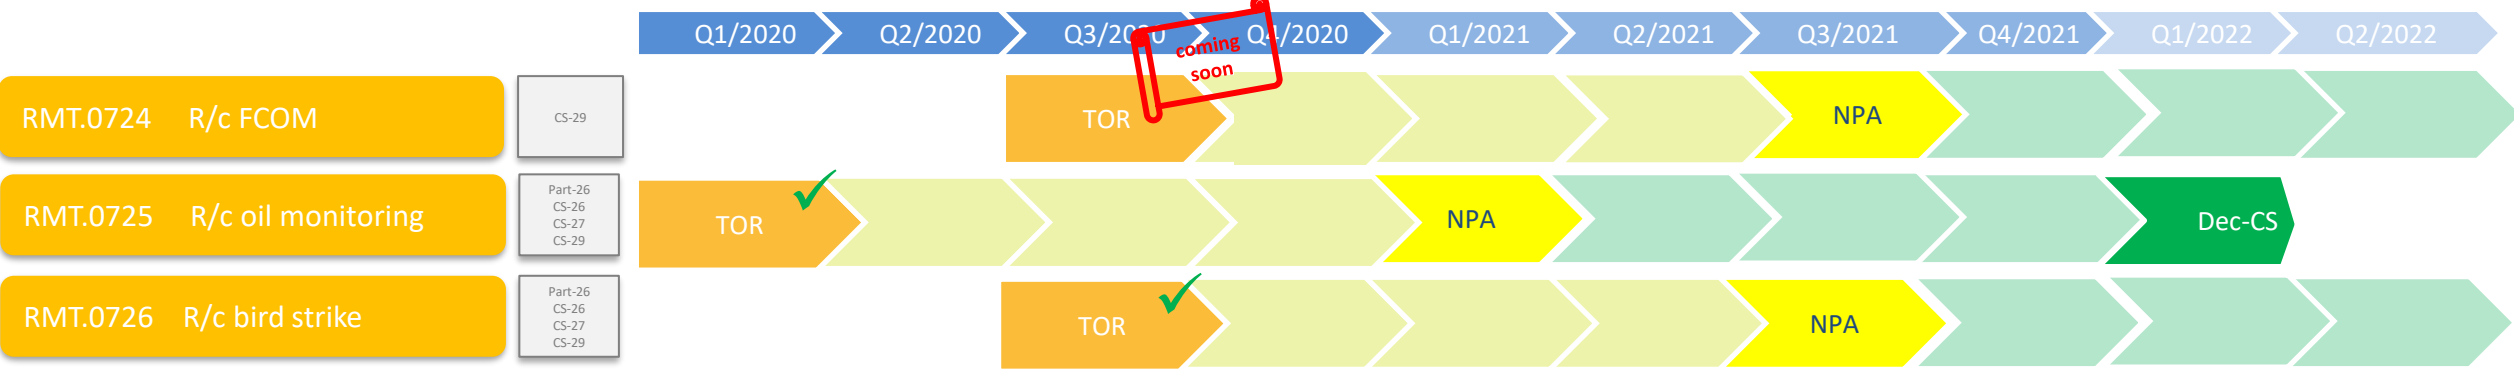 Q1/2020 Q2/2020 Q3/2020 Q4/2020 Q1/2021 Q2/2021 Q3/2021 Q4/2021 Q1/2022 Q2/2022
coming
soon
RMT.0724 R/c FCOM
CS-29
TOR
NPA
RMT.0725 R/c oil monitoring
Part-26
CS-26
CS-27
CS-29
TOR
NPA
Dec-CS
RMT.0726 R/c bird strike
Part-26
CS-26
CS-27
CS-29
TOR
NPA